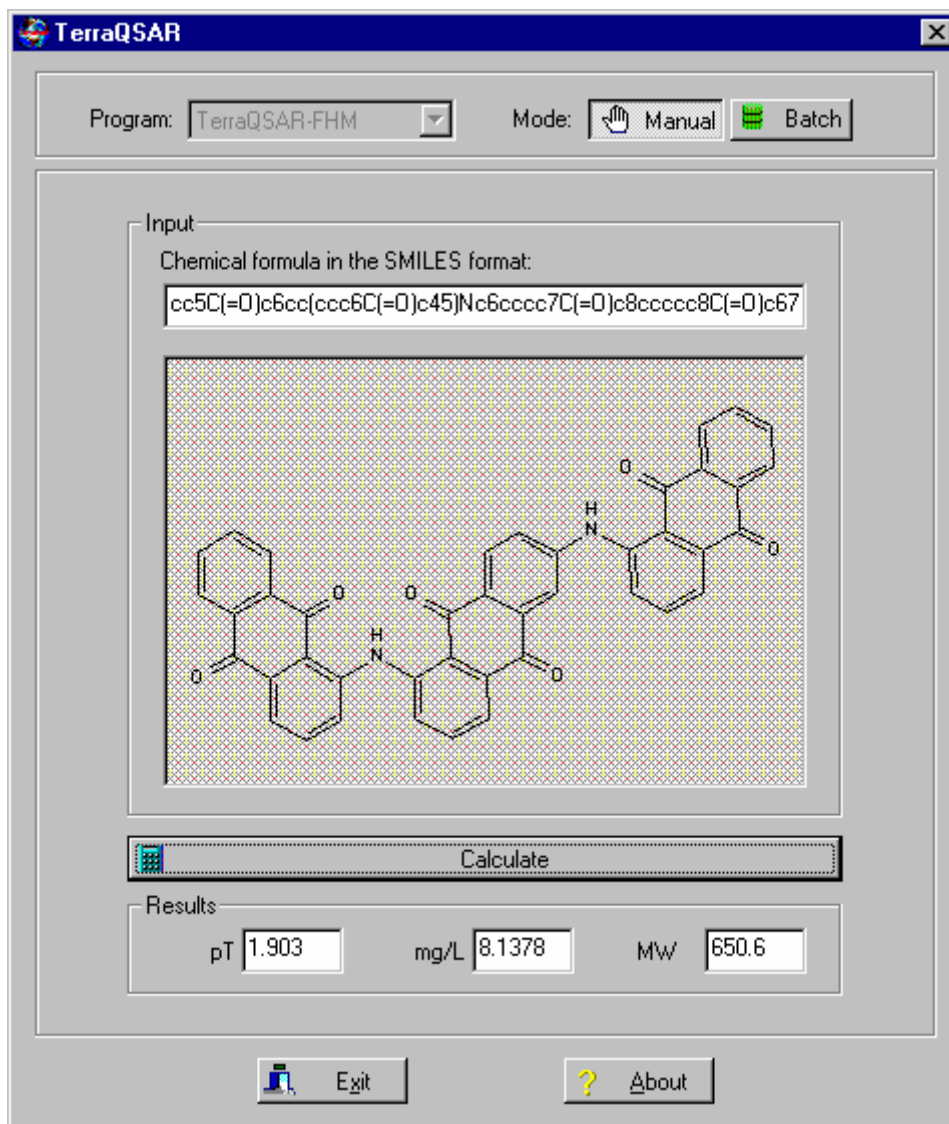 TerraQSAR
Program: TerraQSAR-FHM Mode: Manual Batch
Input
Chemical formula in the SMILES format:
cc5C(=O)c6cc(ccc6C(=O)c45)Nc6cccc7C(=O)c8ccccc8C(=O)c67
O
H
N
O
O
O
H
N
O
O
Calculate
Results
pT 1.903 mg/L 8.1378 MW 650.6
Exit ? About